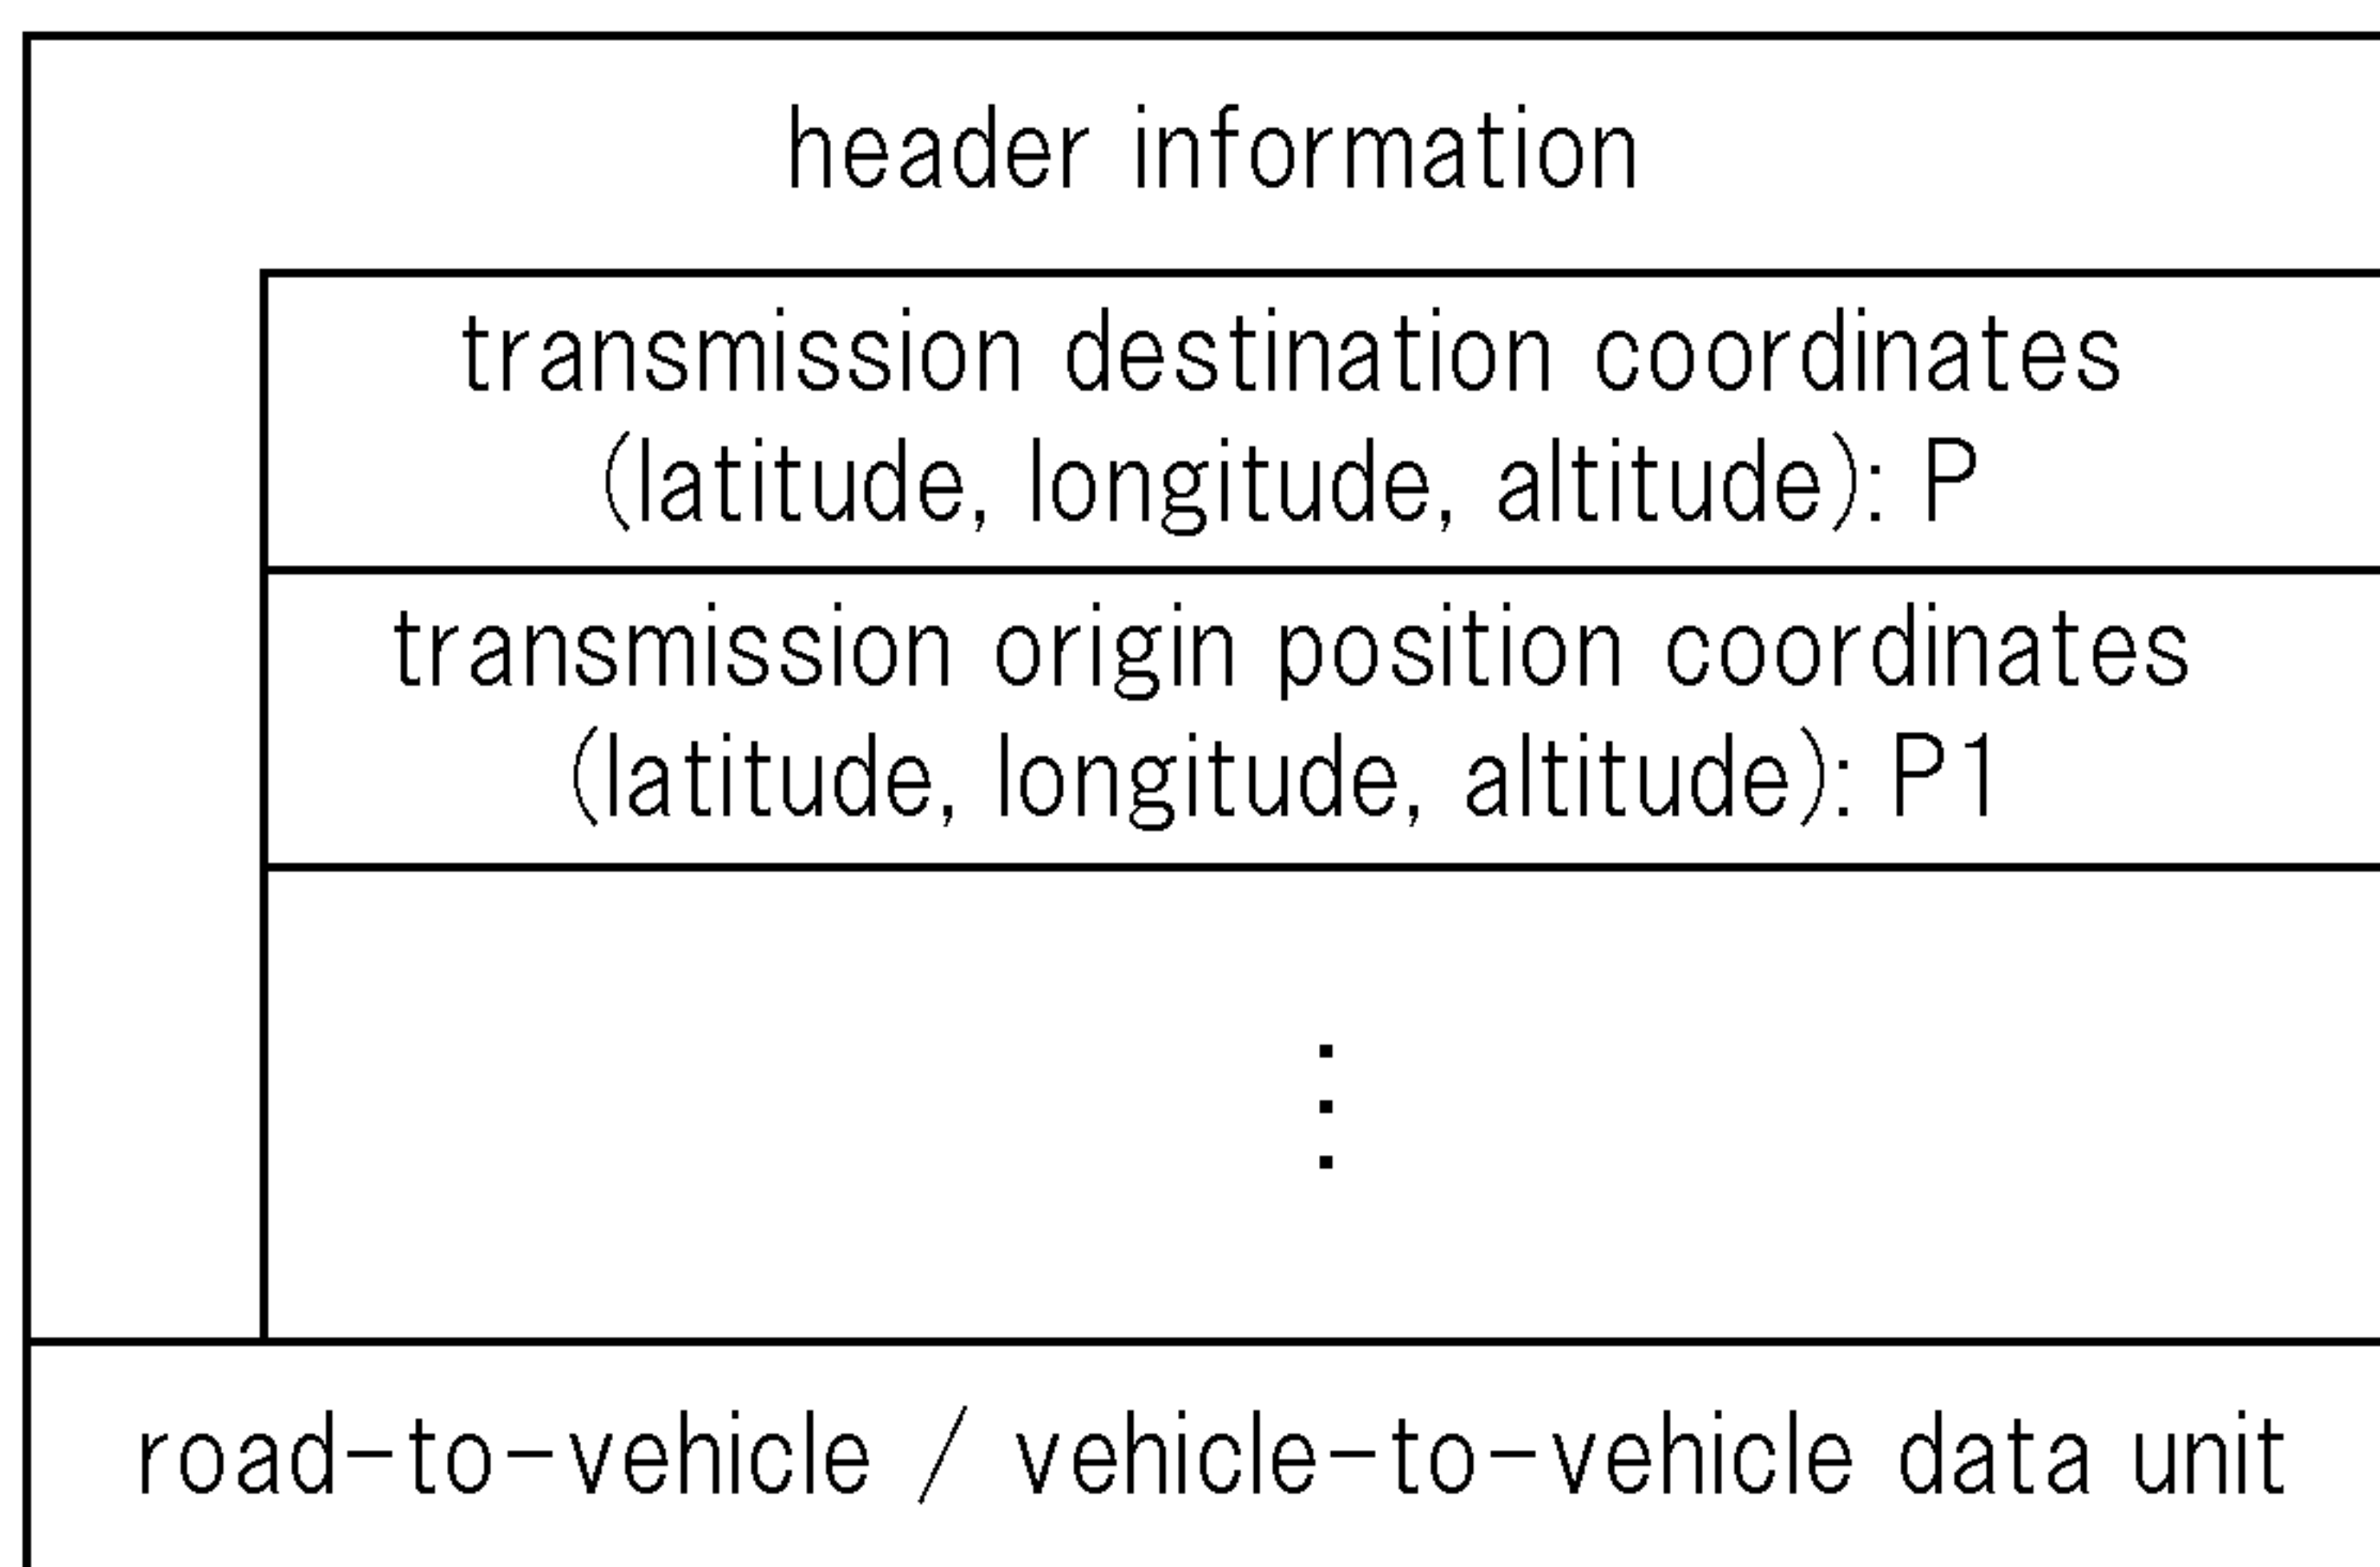 header information
transmission destination coordinates
(latitude, longitude, altitude): P
transmission origin position coordinates
(latitude, longitude, altitude): P1
road-to-vehicle / vehicle-to-vehicle data unit